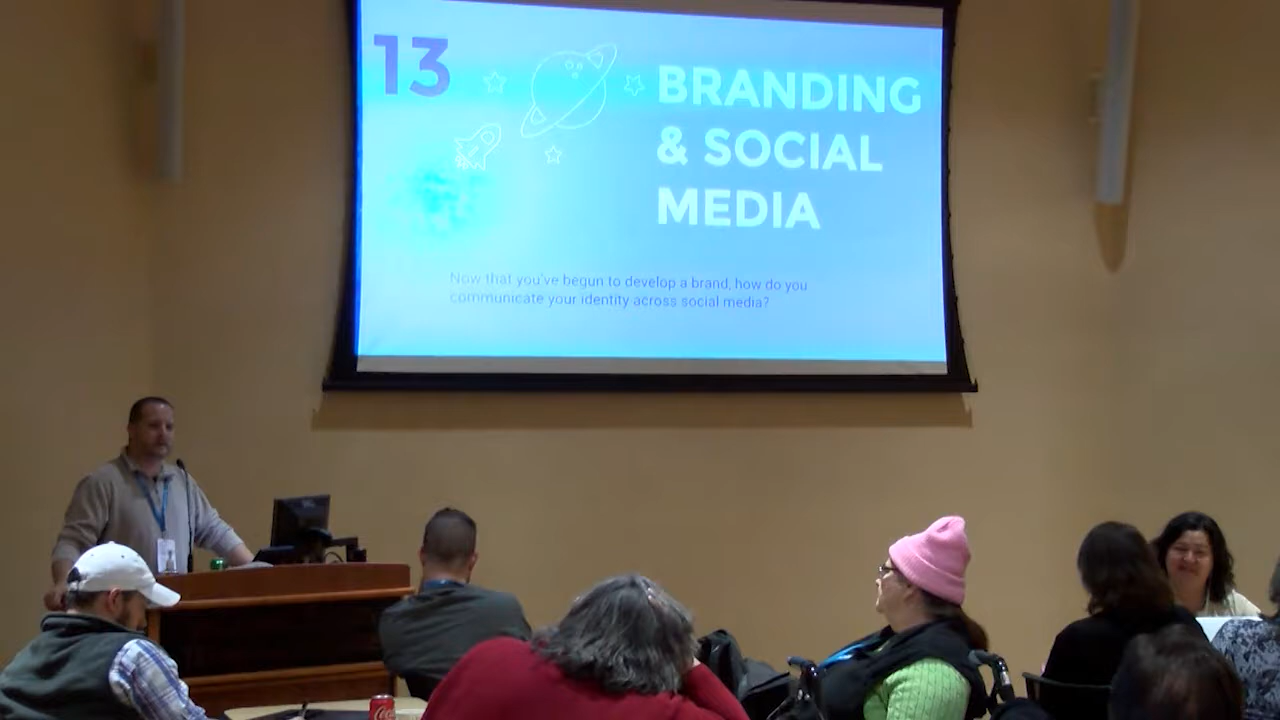 13
BRANDING
& SOCIAL
MEDIA
Now that you've begun to develop a brand, how do you
communicate your identity across social media?